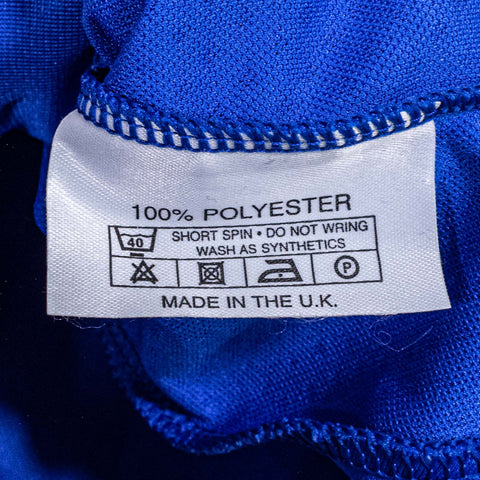 100% POLYESTER
40 SHORT SPIN • DO NOT WRING
WASH AS SYNTHETICS
P
MADE IN THE U.K.